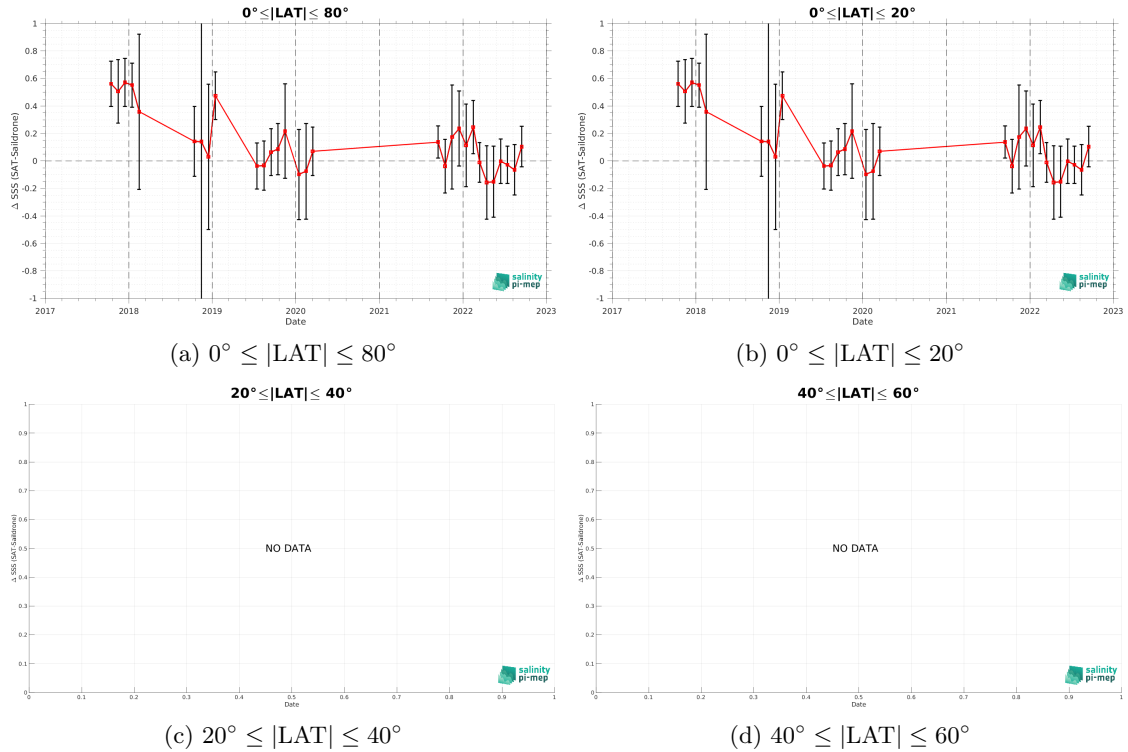 0°≤|LAT|≤ 80°
1
0.8
0.6
0.4
0.2
0
-0.2
-0.4
-0.6
-0.8
-1
Δ SSS (SAT-Saildrone)
2017 2018 2019 2020 2021 2022 2023
Date
salinity
pi-mep
(a) 0° ≤ |LAT| ≤ 80°
0°≤|LAT|≤ 20°
1
0.8
0.6
0.4
0.2
0
-0.2
-0.4
-0.6
-0.8
-1
Δ SSS (SAT-Saildrone)
2017 2018 2019 2020 2021 2022 2023
Date
salinity
pi-mep
(b) 0° ≤ |LAT| ≤ 20°
20°≤|LAT|≤ 40°
1
0.9
0.8
0.7
0.6
0.5
0.4
0.3
0.2
0.1
0
Δ SSS (SAT-Saildrone)
NO DATA
0 0.1 0.2 0.3 0.4 0.5 0.6 0.7 0.8 0.9 1
Date
salinity
pi-mep
(c) 20° ≤ |LAT| ≤ 40°
40°≤|LAT|≤ 60°
1
0.9
0.8
0.7
0.6
0.5
0.4
0.3
0.2
0.1
0
Δ SSS (SAT-Saildrone)
NO DATA
0 0.1 0.2 0.3 0.4 0.5 0.6 0.7 0.8 0.9 1
Date
salinity
pi-mep
(d) 40° ≤ |LAT| ≤ 60°